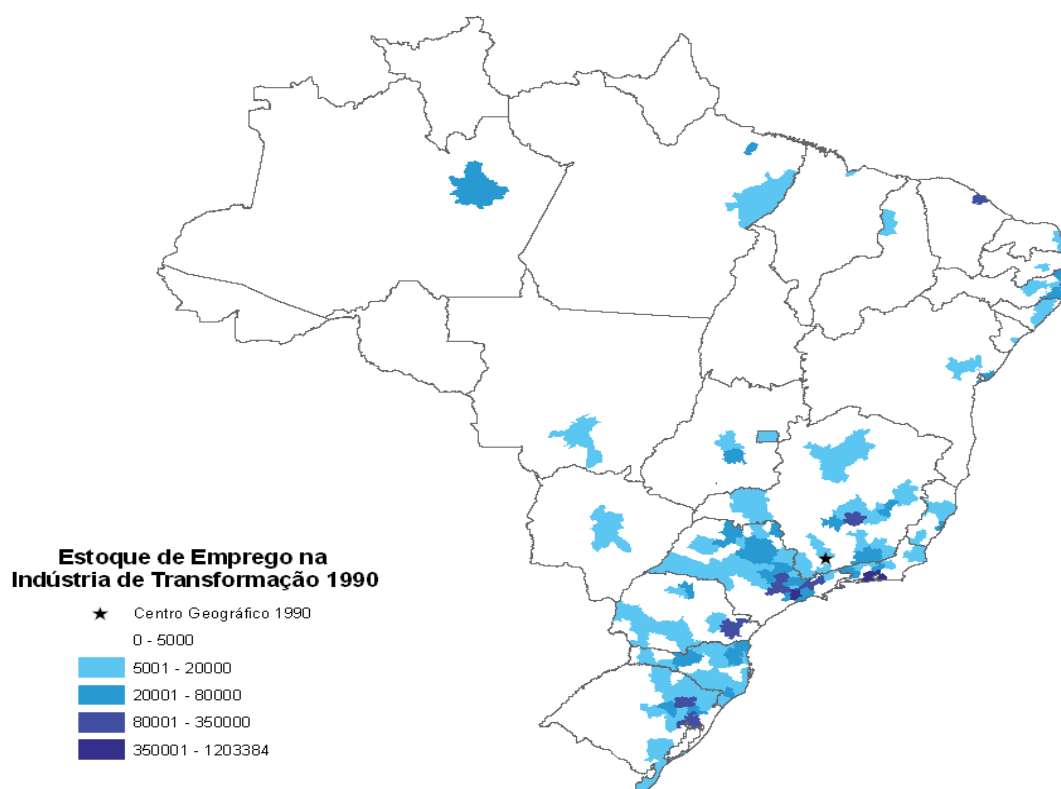 Estoque de Emprego na
Indústria de Transformação 1990
Centro Geográfico 1990
0 - 5000
5001 - 20000
20001 - 80000
80001 - 350000
350001 - 1203384